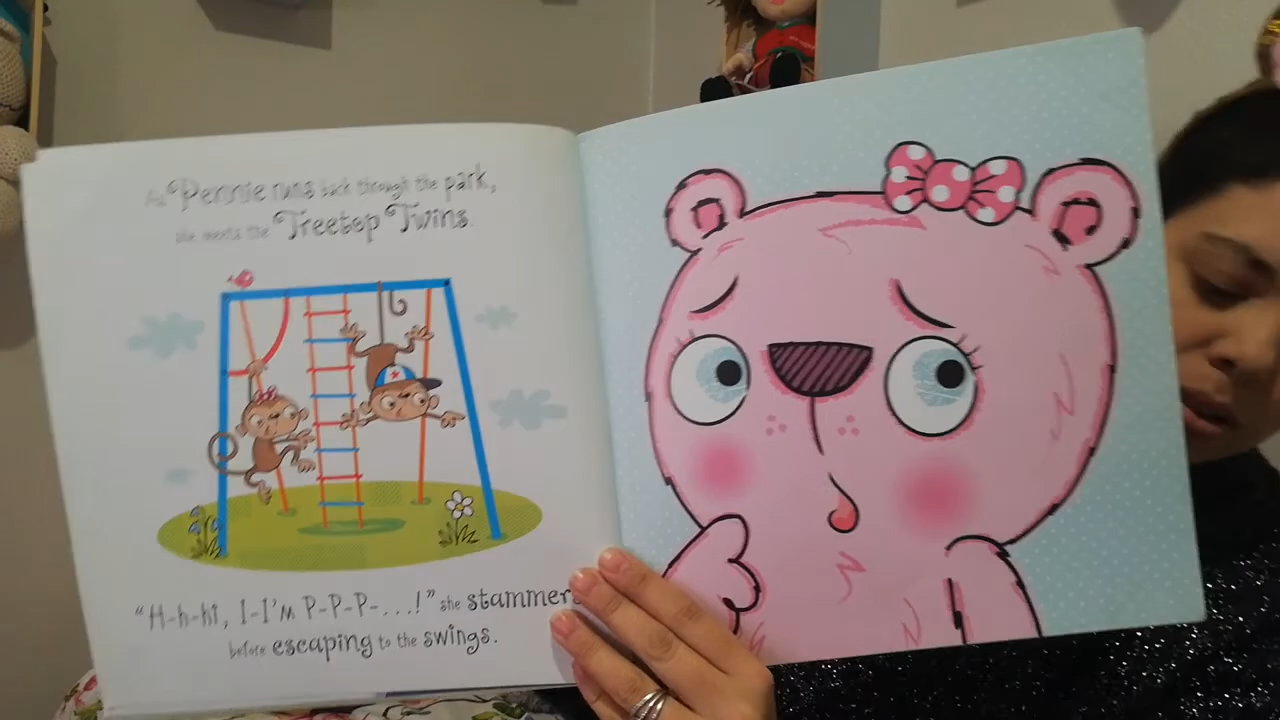 As Pennie runs back through the park,
she meets the Treetop Twins.
"H-h-hi, I-I'm P-P-P-...!" she stammers
before escaping to the swings.